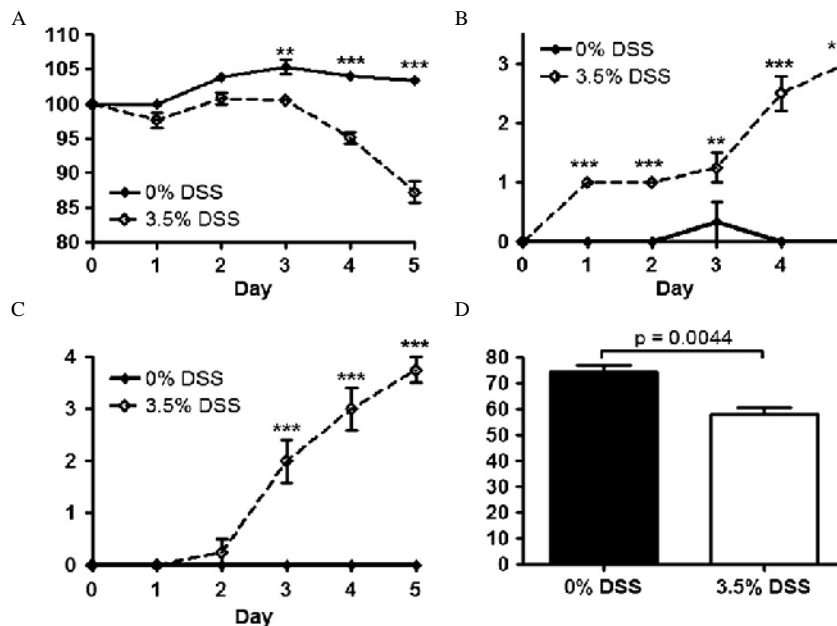 A
105
100
95
90
85
80
** *** ***
0% DSS
3.5% DSS
0 1 2 3 4 5
Day
B
3
2
1
0
0% DSS
3.5% DSS
*** *** ** *** *
0 1 2 3 4
Day
C
4
3
2
1
0
0% DSS
3.5% DSS
*** *** ***
0 1 2 3 4 5
Day
D
p = 0.0044
80
70
60
50
40
30
20
10
0
0% DSS 3.5% DSS